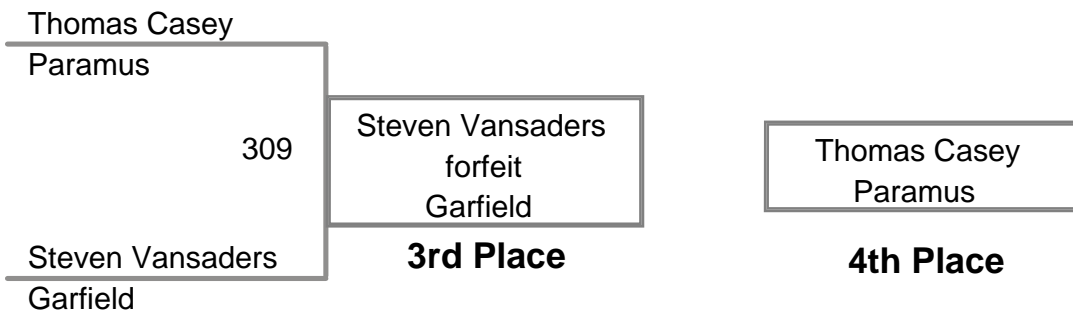 Thomas Casey
Paramus
309
Steven Vansaders
Garfield
Steven Vansaders
forfeit
Garfield
3rd Place
Thomas Casey
Paramus
4th Place